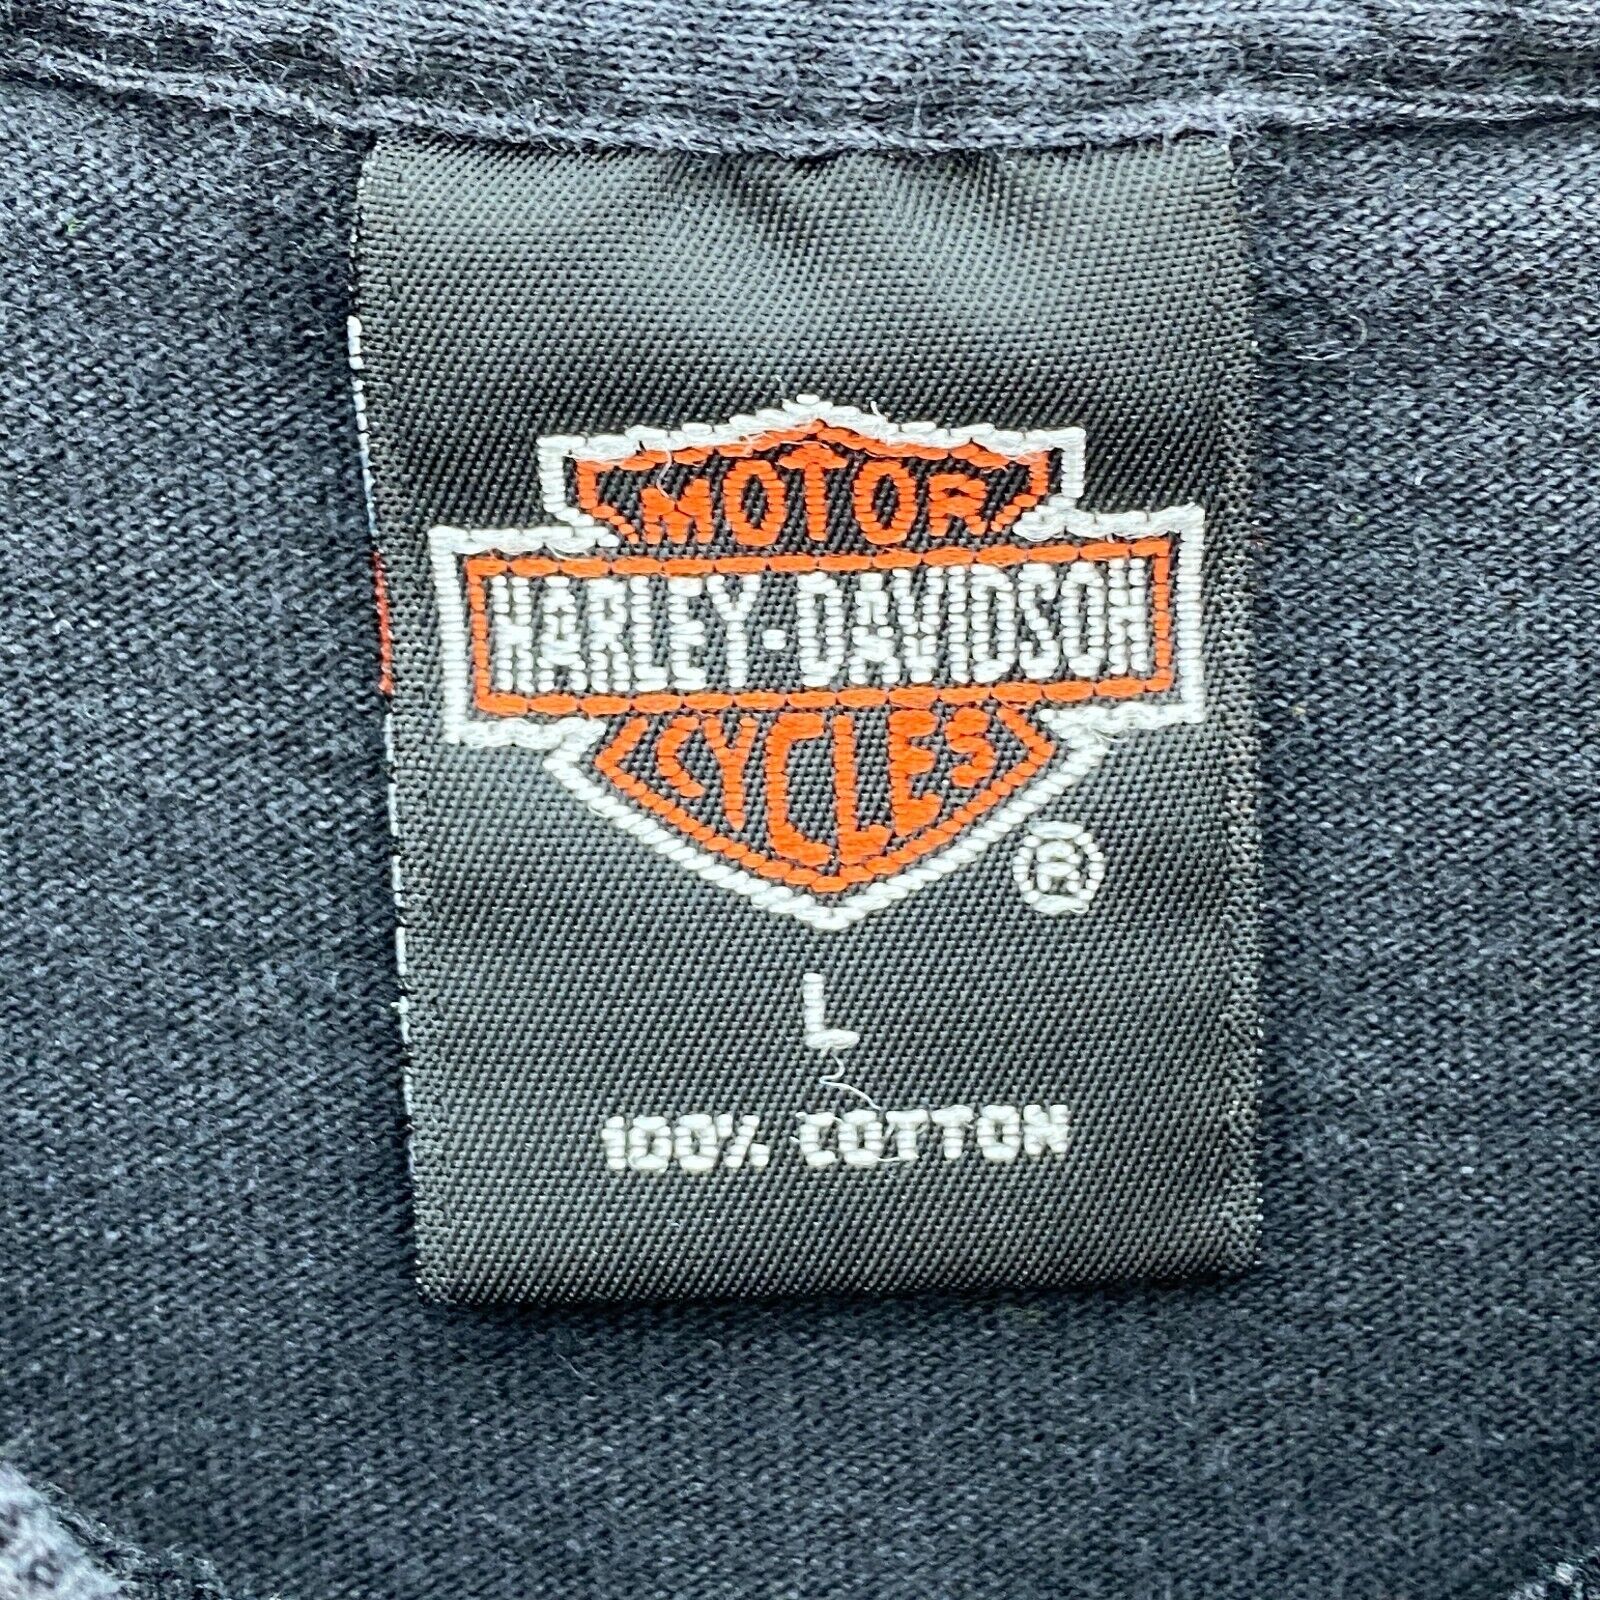 MOTOR
HARLEY-DAVIDSON
CYCLES
®
L
100% COTTON